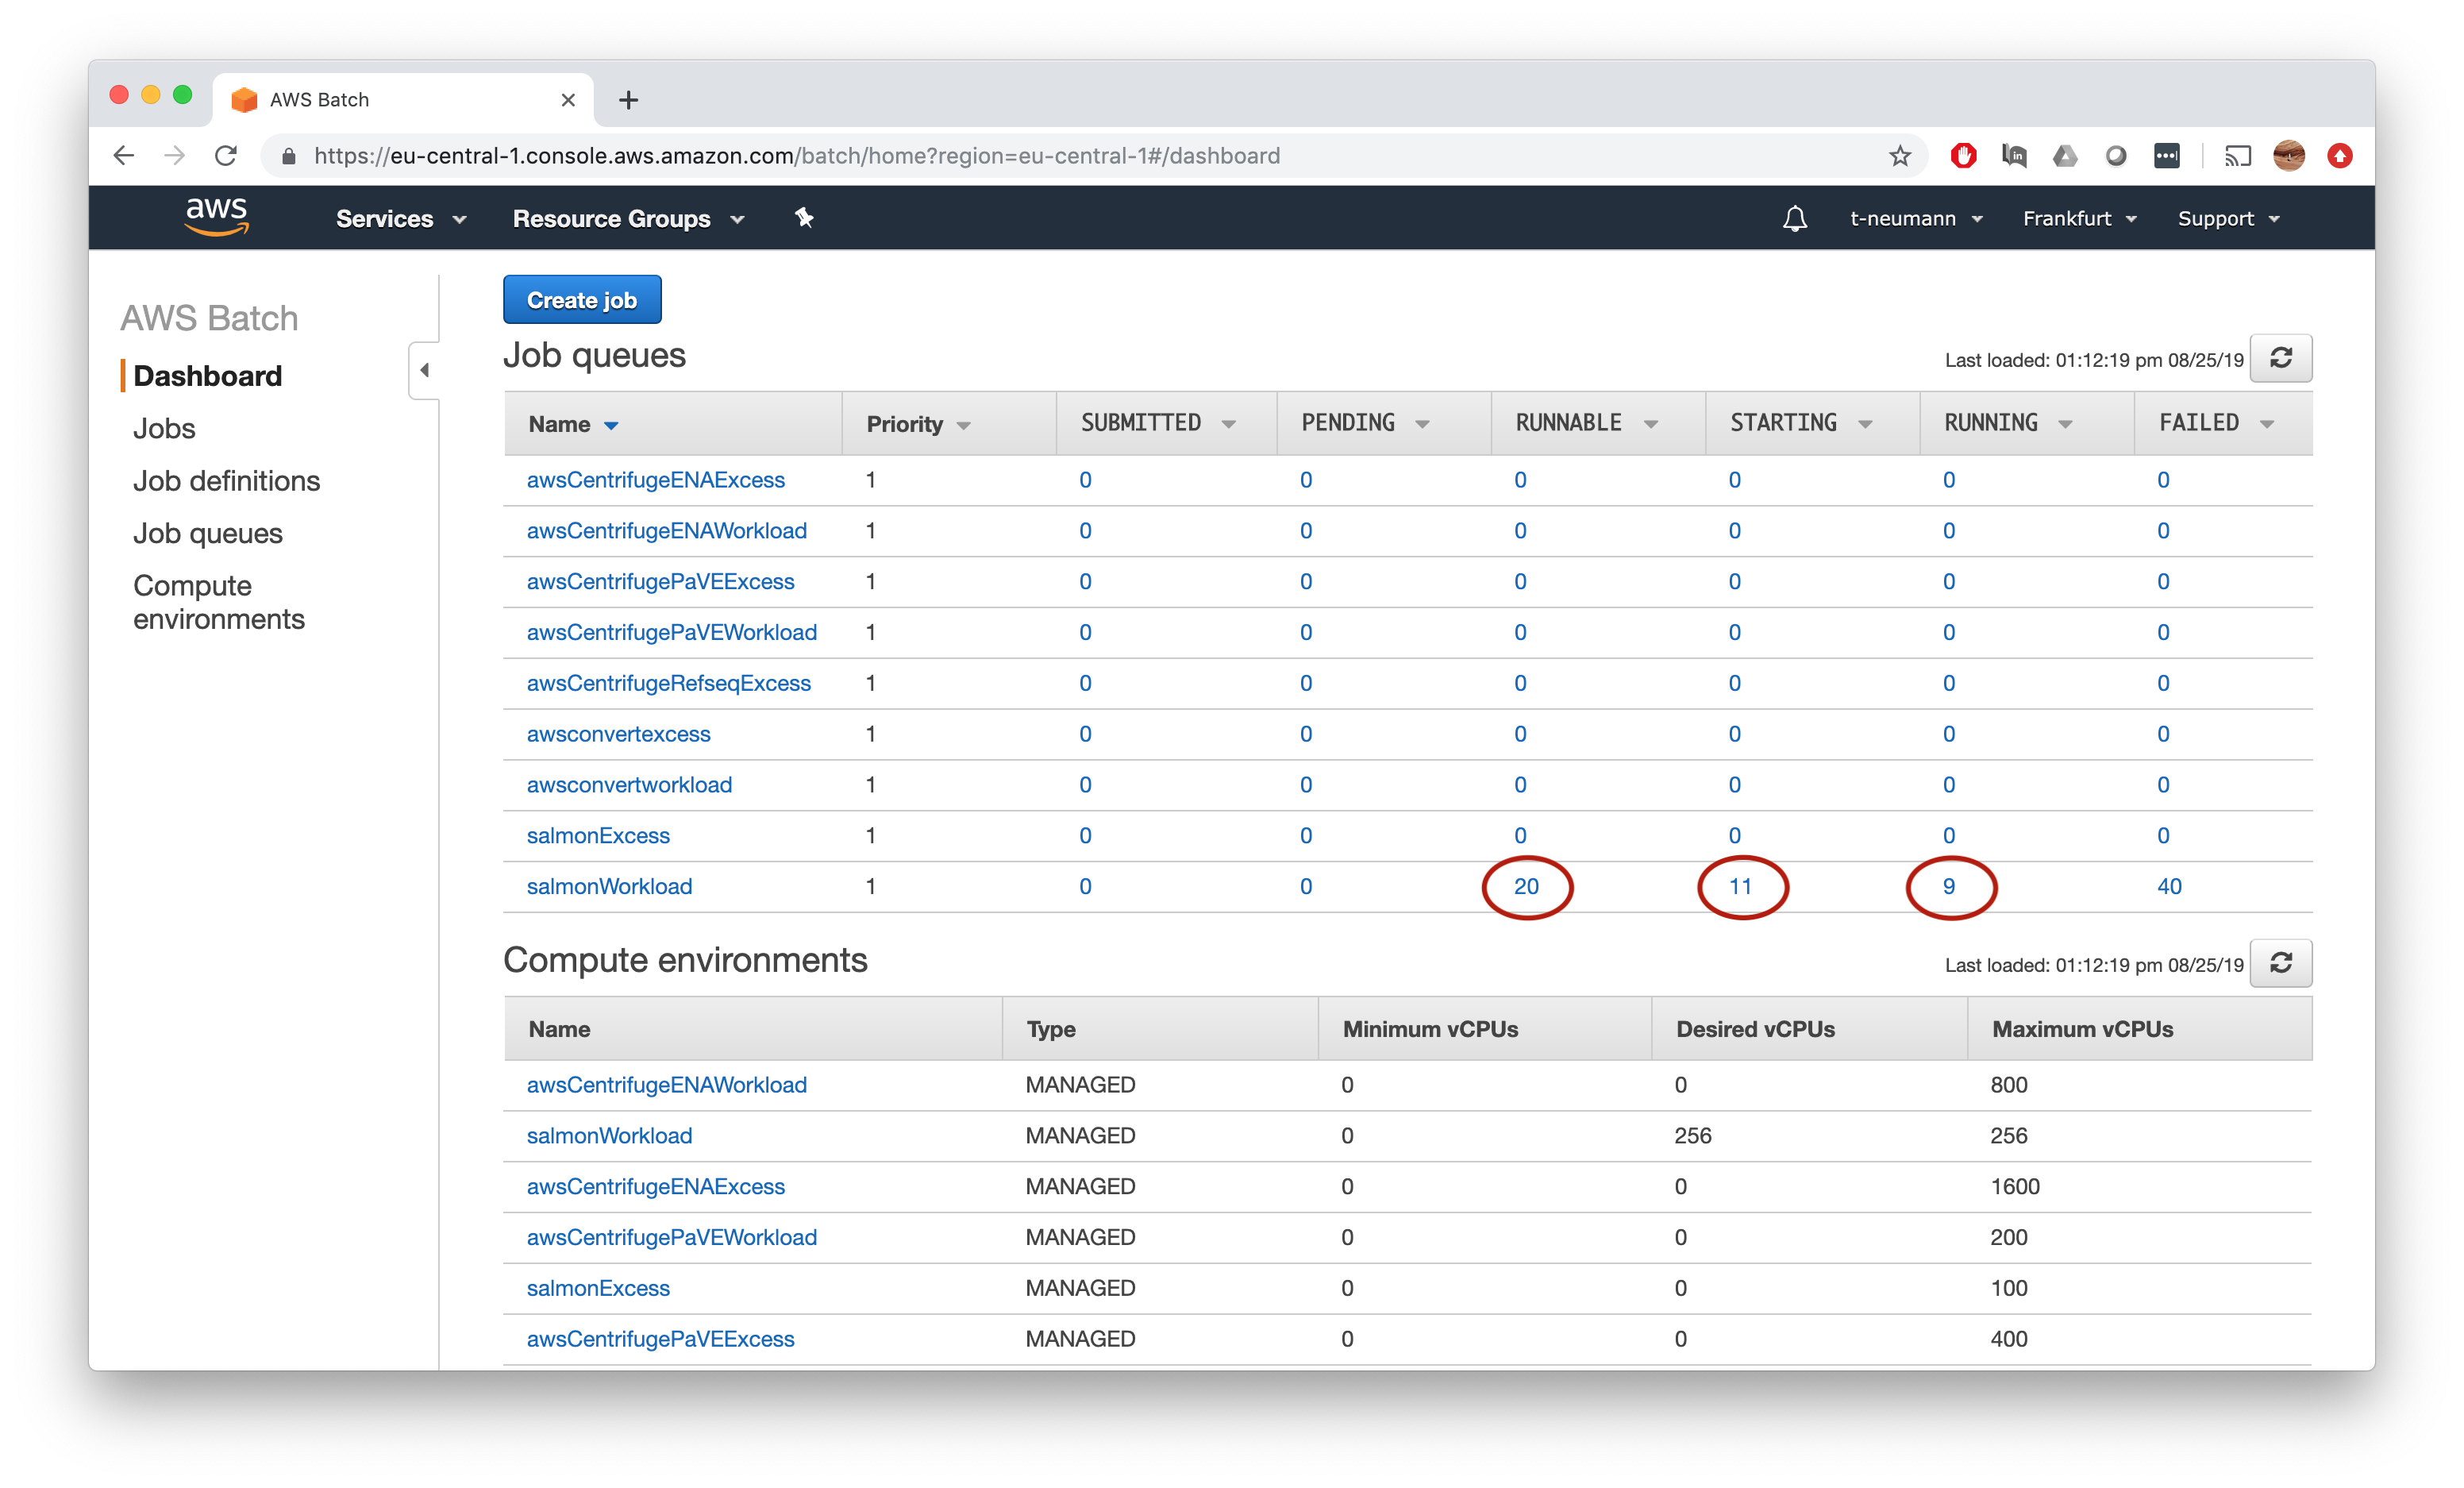 AWS Batch
https://eu-central-1.console.aws.amazon.com/batch/home?region=eu-central-1#/dashboard
aws Services Resource Groups t-neumann Frankfurt Support
AWS Batch
Dashboard
Jobs
Job definitions
Job queues
Compute
environments
Create job
Job queues
Last loaded: 01:12:19 pm 08/25/19
Name Priority SUBMITTED PENDING RUNNABLE STARTING RUNNING FAILED
awsCentrifugeENAExcess 1 0 0 0 0 0 0
awsCentrifugeENAWorkload 1 0 0 0 0 0 0
awsCentrifugePaVEExcess 1 0 0 0 0 0 0
awsCentrifugePaVEWorkload 1 0 0 0 0 0 0
awsCentrifugeRefseqExcess 1 0 0 0 0 0 0
awsconvertexcess 1 0 0 0 0 0 0
awsconvertworkload 1 0 0 0 0 0 0
salmonExcess 1 0 0 0 0 0 0
salmonWorkload 1 0 0 20 11 9 40
Compute environments
Last loaded: 01:12:19 pm 08/25/19
Name Type Minimum vCPUs Desired vCPUs Maximum vCPUs
awsCentrifugeENAWorkload MANAGED 0 0 800
salmonWorkload MANAGED 0 256 256
awsCentrifugeENAExcess MANAGED 0 0 1600
awsCentrifugePaVEWorkload MANAGED 0 0 200
salmonExcess MANAGED 0 0 100
awsCentrifugePaVEExcess MANAGED 0 0 400